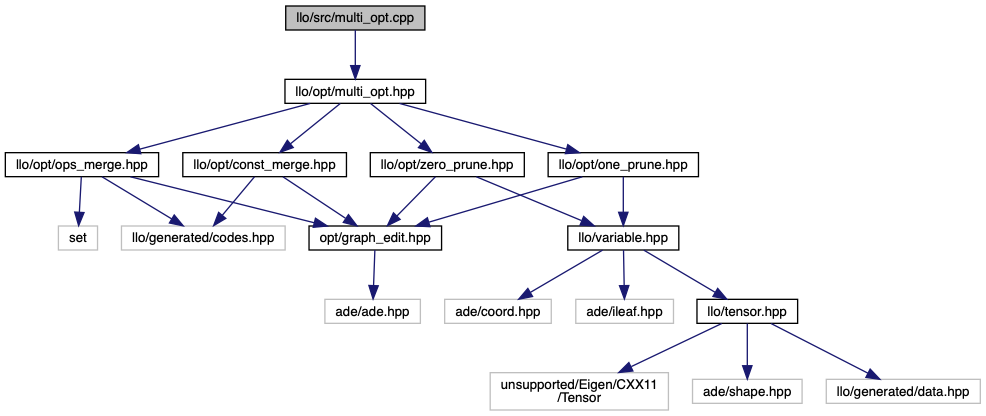 llo/src/multi_opt.cpp
llo/opt/multi_opt.hpp
llo/opt/ops_merge.hpp
llo/opt/const_merge.hpp
llo/opt/zero_prune.hpp
llo/opt/one_prune.hpp
set
llo/generated/codes.hpp
opt/graph_edit.hpp
llo/variable.hpp
ade/ade.hpp
ade/coord.hpp
ade/ileaf.hpp
llo/tensor.hpp
unsupported/Eigen/CXX11
/Tensor
ade/shape.hpp
llo/generated/data.hpp